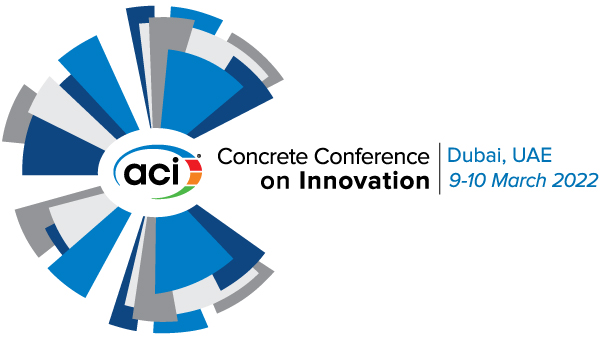 aci
Concrete Conference
on Innovation
Dubai, UAE
9-10 March 2022